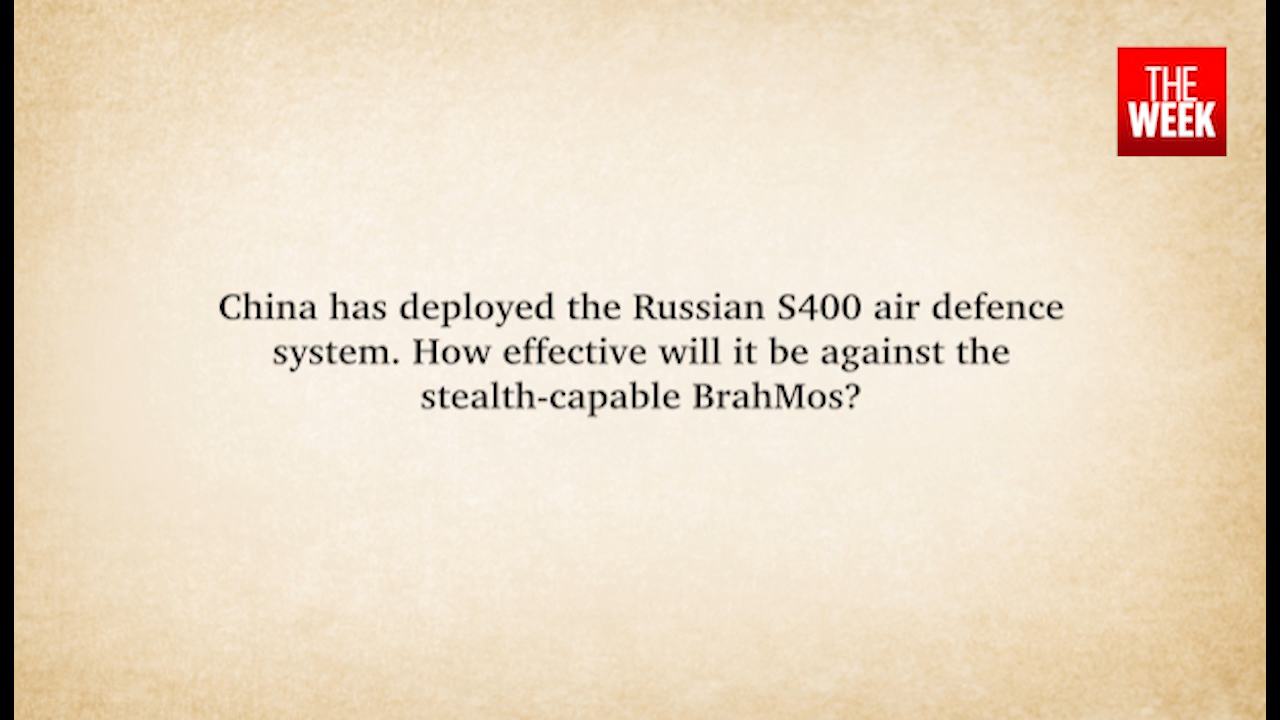 THE
WEEK
China has deployed the Russian S400 air defence
system. How effective will it be against the
stealth-capable BrahMos?